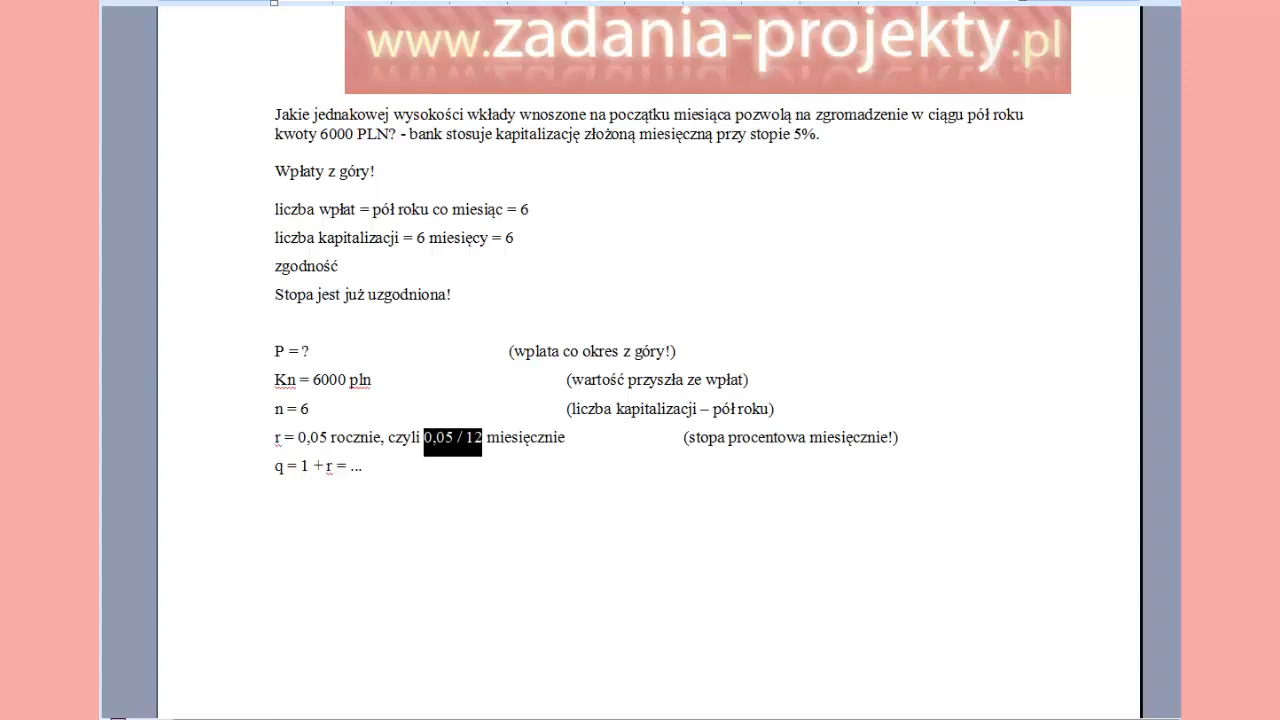 www.zadania-projekty.pl
Jakie jednakowej wysokości wkłady wnoszone na początku miesiąca pozwolą na zgromadzenie w ciągu pół roku
kwoty 6000 PLN? - bank stosuje kapitalizację złożoną miesięczną przy stopie 5%.
Wpłaty z góry!
liczba wpłat = pół roku co miesiąc = 6
liczba kapitalizacji = 6 miesięcy = 6
zgodność
Stopa jest już uzgodniona!
P = ? (wplata co okres z góry!)
Kn = 6000 pln (wartość przyszła ze wpłat)
n = 6 (liczba kapitalizacji – pół roku)
r = 0,05 rocznie, czyli 0,05 / 12 miesięcznie (stopa procentowa miesięcznie!)
q = 1 + r = ...